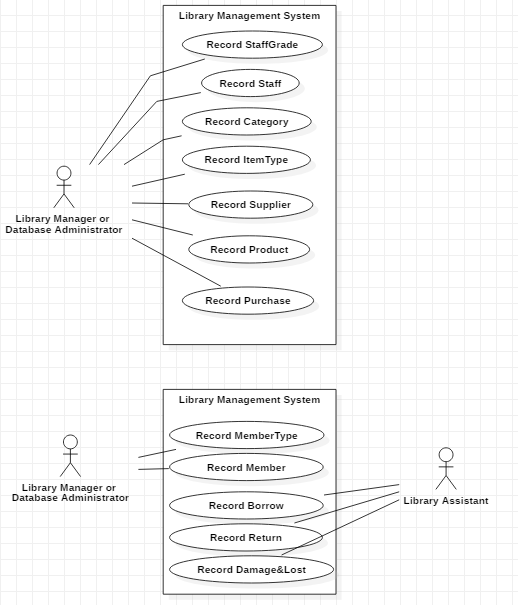 Library Management System
Record StaffGrade
Record Staff
Record Category
Record ItemType
Library Manager or
Database Administrator
Record Supplier
Record Product
Record Purchase
Library Management System
Record MemberType
Record Member
Library Manager or
Database Administrator
Record Borrow
Library Assistant
Record Return
Record Damage&Lost